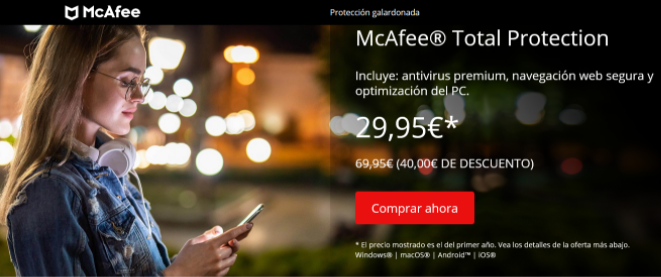 McAfee
Protección galardonada
McAfee® Total Protection
Incluye: antivirus premium, navegación web segura y
optimización del PC.
29,95€*
69,95€ (40,00€ DE DESCUENTO)
Comprar ahora
* El precio mostrado es el del primer año. Vea los detalles de la oferta más abajo.
Windows® | macOS® | Android™ | iOS®